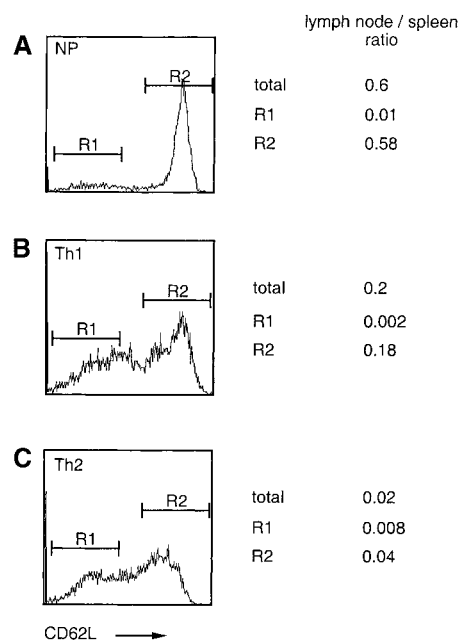 lymph node / spleen
ratio
A
NP
R1
R2
total 0.6
R1 0.01
R2 0.58
B
Th1
R1
R2
total 0.2
R1 0.002
R2 0.18
C
Th2
R1
R2
total 0.02
R1 0.008
R2 0.04
CD62L